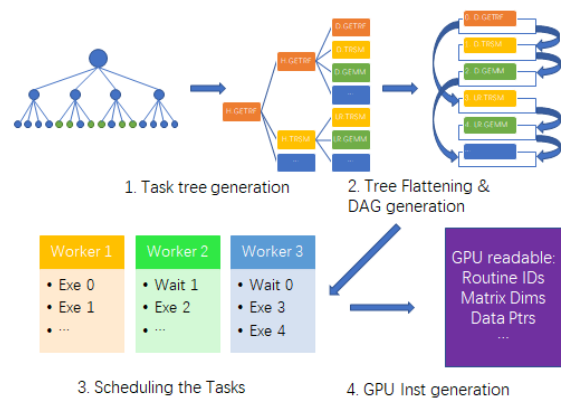 D.GETRF
D.TRSM
D.GEMM
...
H.GETRF
H.GETRF
H.TRSM
LR.TRSM
LR.GEMM
...
...
0. D.GETRF
1. D.TRSM
2. D.GEMM
3. LR.TRSM
4. LR.GEMM
...
1. Task tree generation
2. Tree Flattening &
DAG generation
Worker 1
• Exe 0
• Exe 1
• ...
Worker 2
• Wait 1
• Exe 2
• ...
Worker 3
• Wait 0
• Exe 3
• Exe 4
GPU readable:
Routine IDs
Matrix Dims
Data Ptrs
...
3. Scheduling the Tasks
4. GPU Inst generation